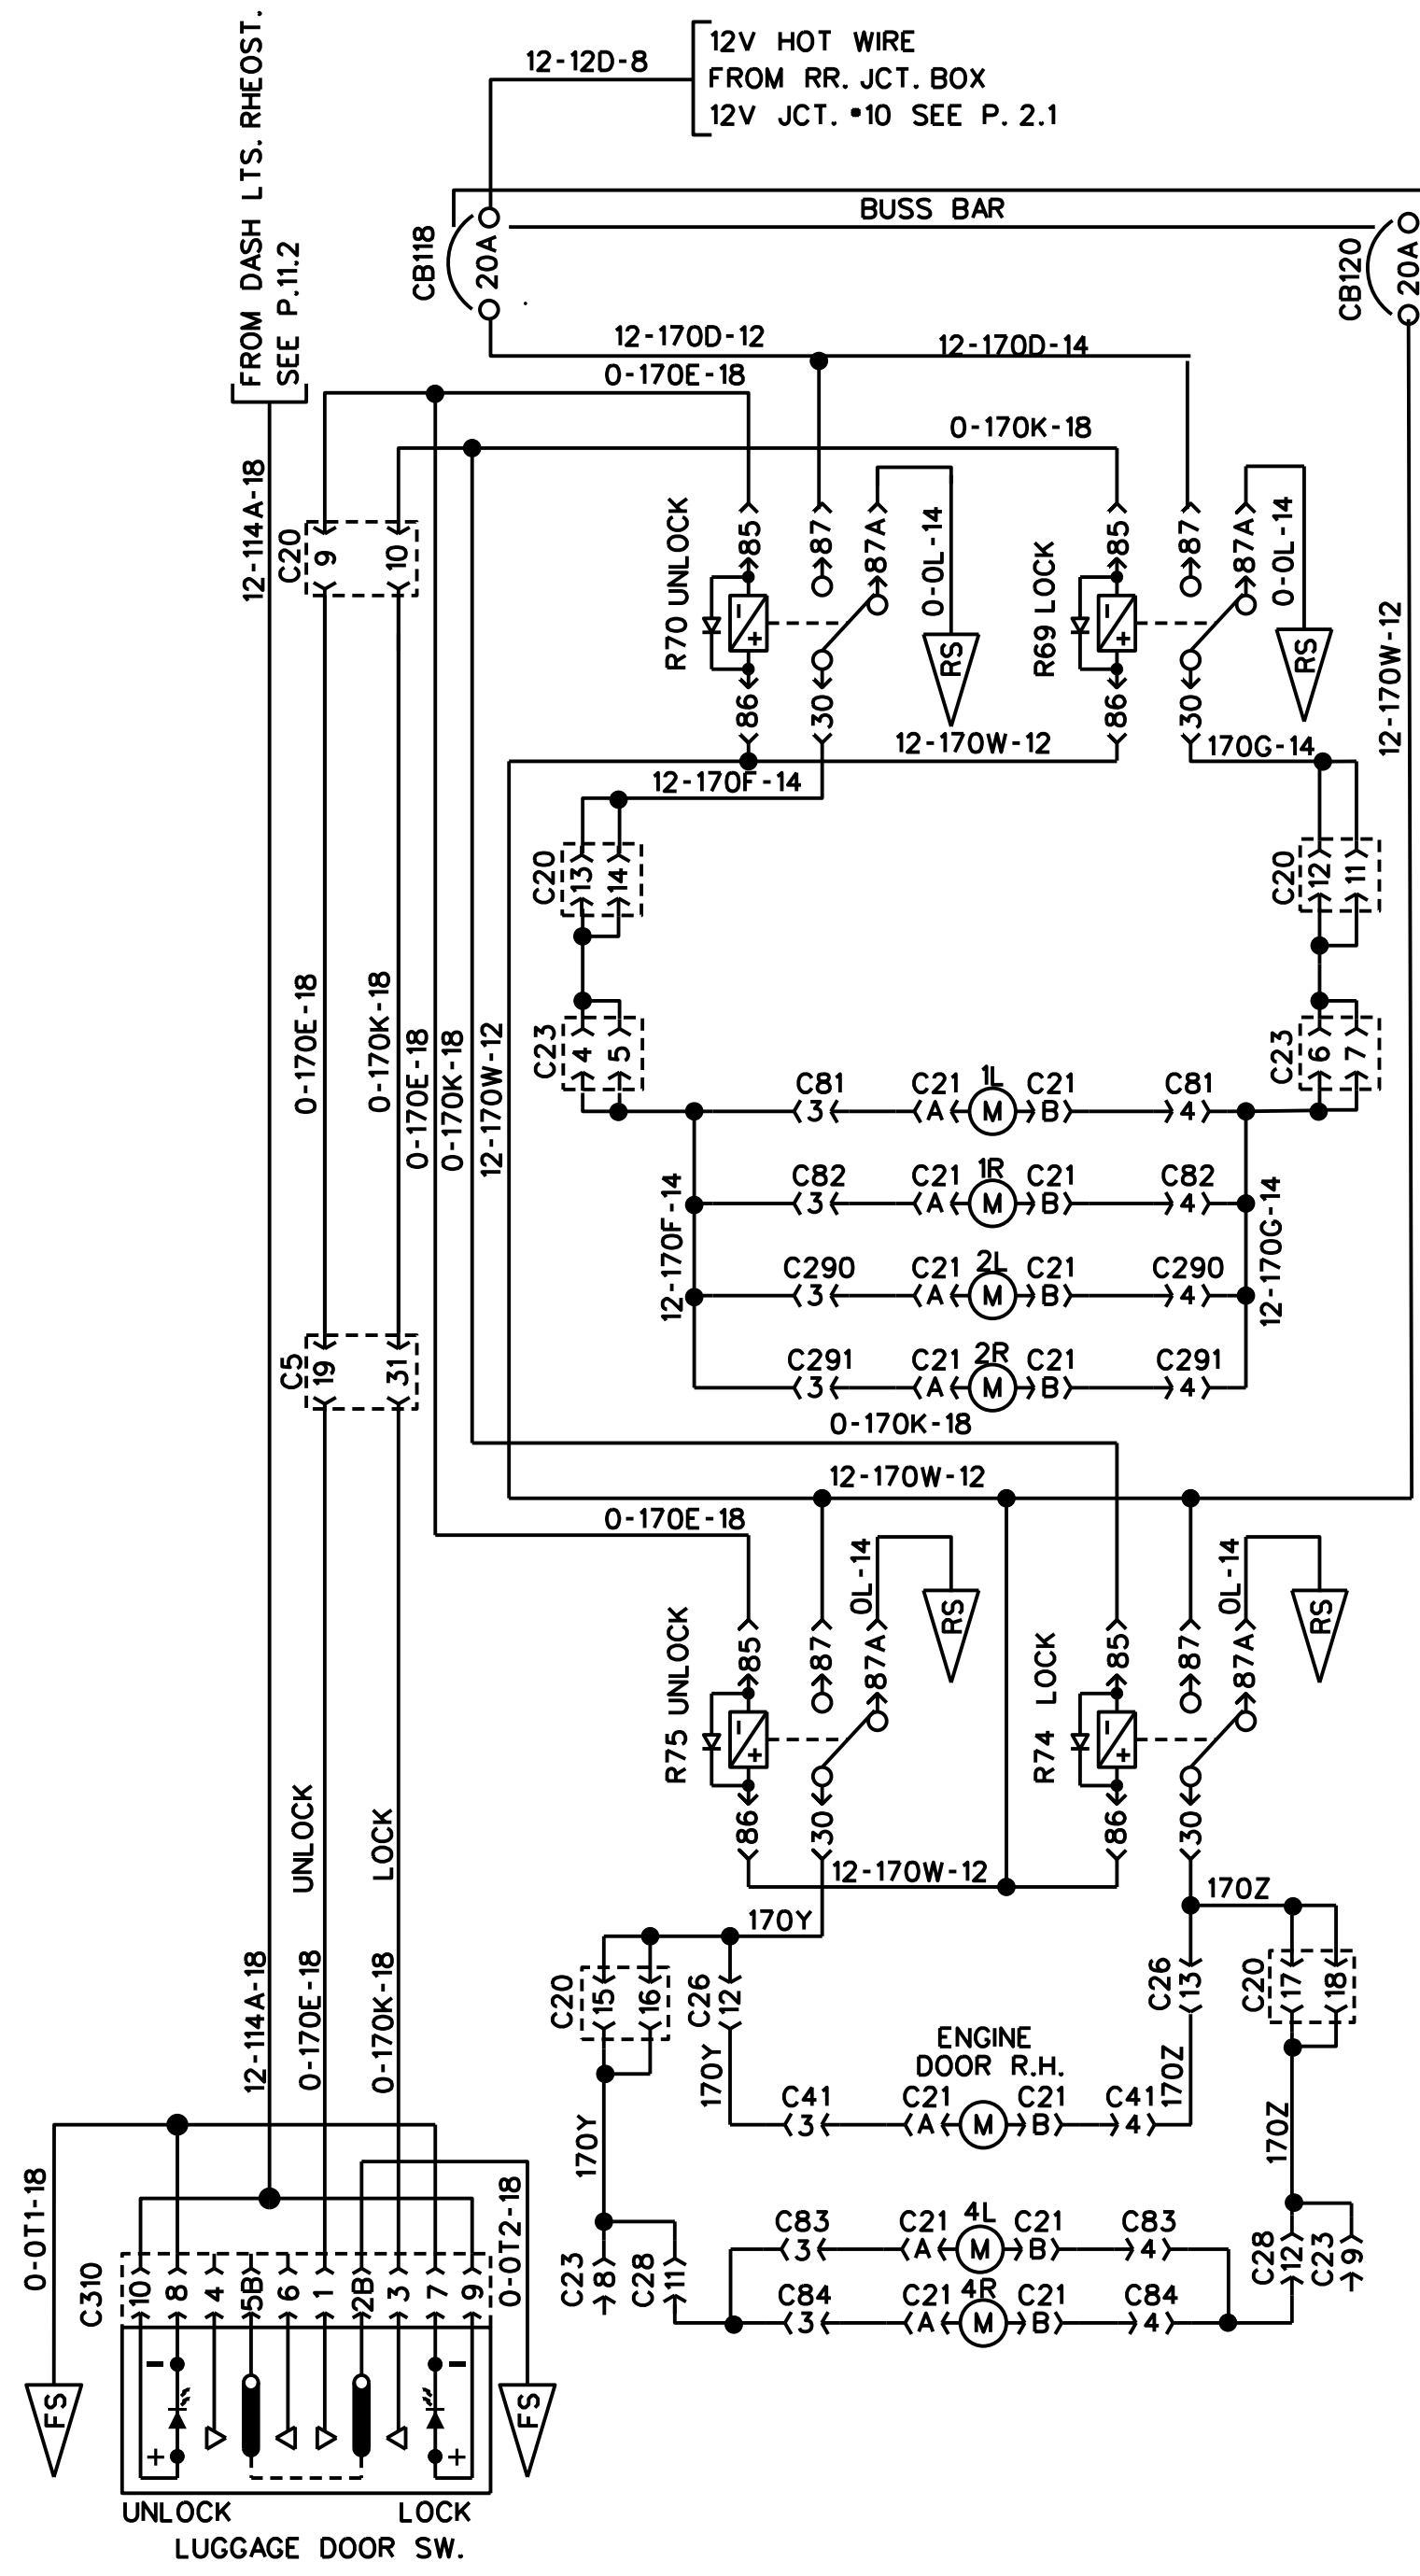 12V HOT WIRE
FROM RR. JCT. BOX
12V JCT. #10 SEE P. 2.1
12-12D-8
FROM DASH LTS. RHEOST.
SEE P.11.2
BUSS BAR
CB118
20A
CB120
20A
12-170D-12
12-170D-14
0-170E-18
0-170K-18
12-114A-18
C20
9
10
R70 UNLOCK
85
87
87A
0-0L-14
RS
86
30
R69 LOCK
85
87
87A
0-0L-14
RS
86
30
12-170W-12
12-170W-12
170G-14
12-170F-14
C20
13
14
C20
12
11
0-170E-18
0-170K-18
0-170E-18
0-170K-18
12-170W-12
C23
4
5
C23
6
7
C81
3
C21
A
1L
M
C21
B
C81
4
C82
3
C21
A
1R
M
C21
B
C82
4
12-170F-14
12-170G-14
C290
3
C21
A
2L
M
C21
B
C290
4
C291
3
C21
A
2R
M
C21
B
C291
4
C5
19
31
0-170K-18
12-170W-12
0-170E-18
R75 UNLOCK
85
87
87A
0L-14
RS
86
30
R74 LOCK
85
87
87A
0L-14
RS
86
30
UNLOCK
LOCK
12-170W-12
170Y
170Z
12-114A-18
0-170E-18
0-170K-18
C20
15
16
C26
12
C26
13
C20
17
18
170Y
ENGINE
DOOR R.H.
170Z
C41
3
C21
A
M
C21
B
C41
4
170Y
170Z
0-0T1-18
0-0T2-18
C23
8
C28
11
C83
3
C21
A
4L
M
C21
B
C83
4
C28
12
C23
9
C84
3
C21
A
4R
M
C21
B
C84
4
C310
10
8
4
5B
6
1
2B
3
7
9
FS
- -
+ +
FS
UNLOCK
LOCK
LUGGAGE DOOR SW.